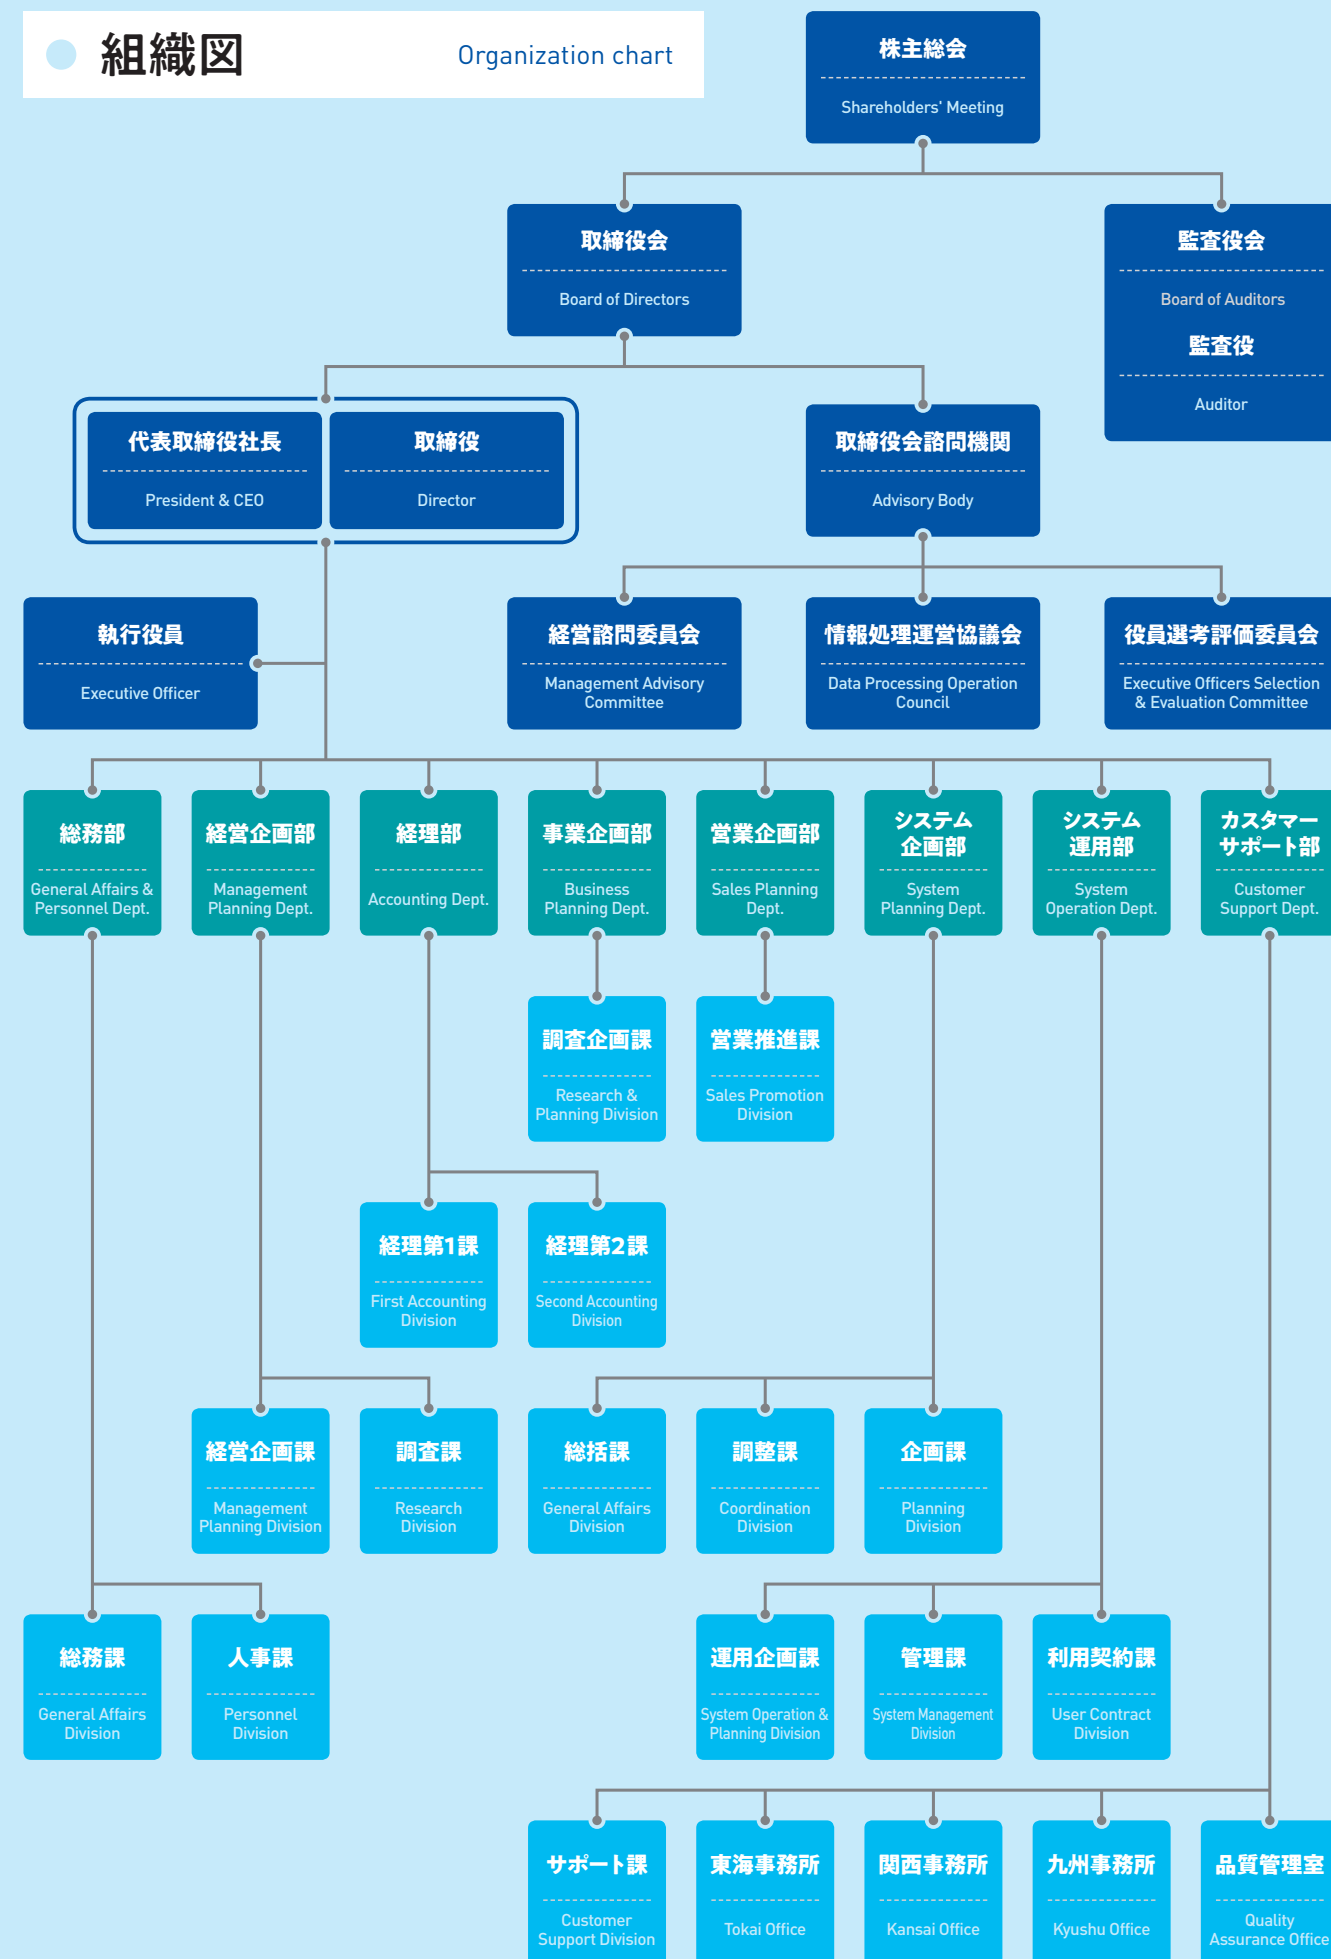 組織図
Organization chart
株主総会
Shareholders' Meeting
取締役会
Board of Directors
監査役会
Board of Auditors
監査役
Auditor
代表取締役社長
President & CEO
取締役
Director
取締役会諮問機関
Advisory Body
執行役員
Executive Officer
経営諮問委員会
Management Advisory
Committee
情報処理運営協議会
Data Processing Operation
Council
役員選考評価委員会
Executive Officers Selection
& Evaluation Committee
総務部
General Affairs &
Personnel Dept.
経営企画部
Management
Planning Dept.
経理部
Accounting Dept.
事業企画部
Business
Planning Dept.
営業企画部
Sales Planning
Dept.
システム
企画部
System
Planning Dept.
システム
運用部
System
Operation Dept.
カスタマー
サポート部
Customer
Support Dept.
調査企画課
Research &
Planning Division
営業推進課
Sales Promotion
Division
経理第1課
First Accounting
Division
経理第2課
Second Accounting
Division
経営企画課
Management
Planning Division
調査課
Research
Division
総括課
General Affairs
Division
調整課
Coordination
Division
企画課
Planning
Division
総務課
General Affairs
Division
人事課
Personnel
Division
運用企画課
System Operation &
Planning Division
管理課
System Management
Division
利用契約課
User Contract
Division
サポート課
Customer
Support Division
東海事務所
Tokai Office
関西事務所
Kansai Office
九州事務所
Kyushu Office
品質管理室
Quality
Assurance Office